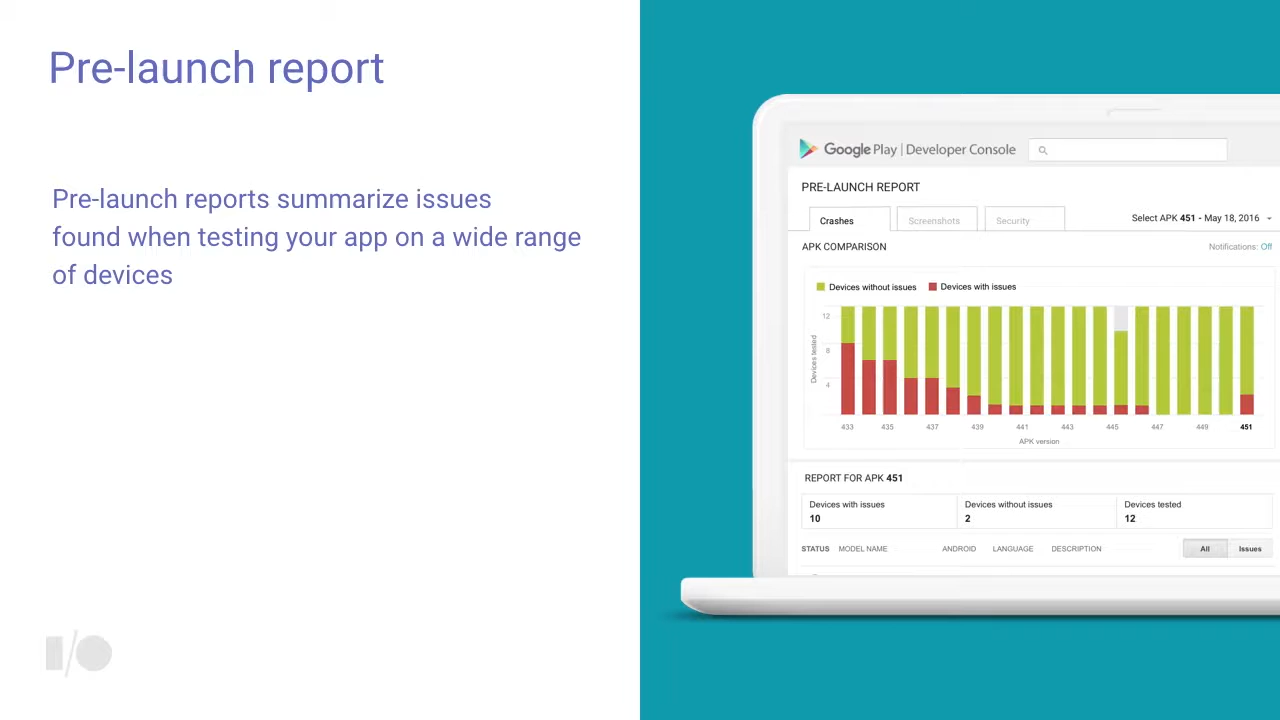 Pre-launch report
Pre-launch reports summarize issues
found when testing your app on a wide range
of devices
I/O
Google Play | Developer Console
PRE-LAUNCH REPORT
Crashes Screenshots Security Select APK 451 - May 18, 2016
APK COMPARISON Notifications: Off
Devices without issues Devices with issues
12
8
4
Devices tested
433 435 437 439 441 443 445 447 449 451
APK version
REPORT FOR APK 451
Devices with issues Devices without issues Devices tested
10 2 12
STATUS MODEL NAME ANDROID LANGUAGE DESCRIPTION All Issues